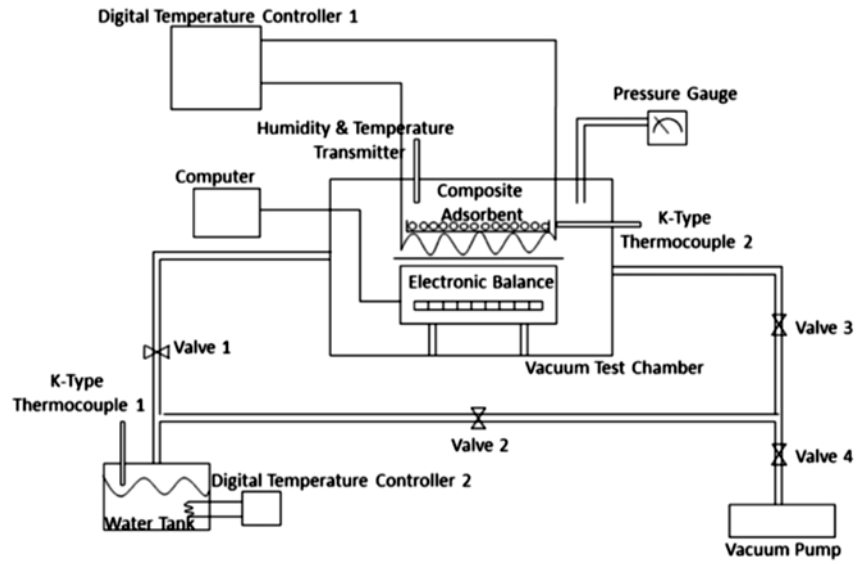 Digital Temperature Controller 1
Pressure Gauge
Humidity & Temperature
Transmitter
Computer
Composite
Adsorbent
K-Type
Thermocouple 2
Electronic Balance
Valve 3
Valve 1
Vacuum Test Chamber
K-Type
Thermocouple 1
Valve 2
Valve 4
Digital Temperature Controller 2
Water Tank
Vacuum Pump